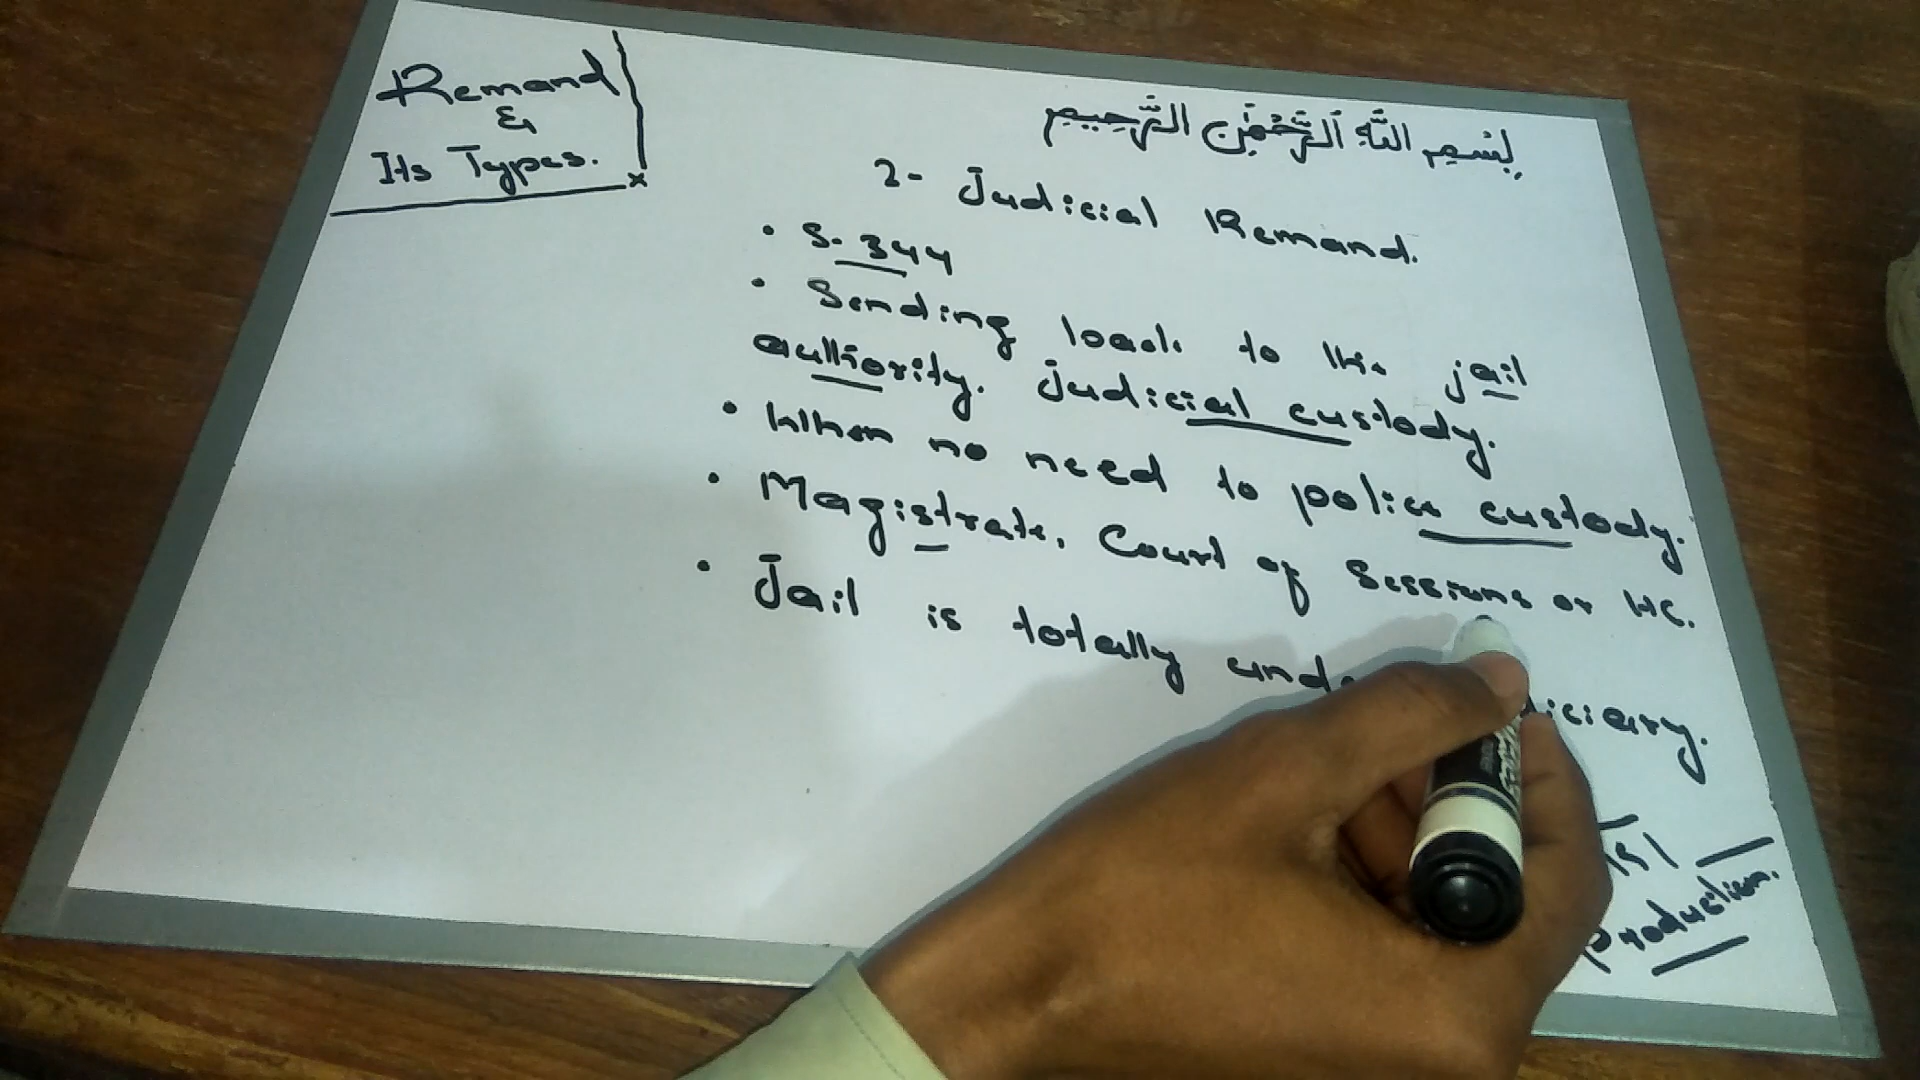 Remand
&
Its Types.
بِسْمِ اللَّهِ الرَّحْمَٰنِ الرَّحِيمِ
2- Judicial Remand.
• S. 344
• Sending back to the jail
authority. Judicial custody.
• When no need to police custody.
• Magistrate, Court of Sessions or HC.
• Jail is totally
Production.